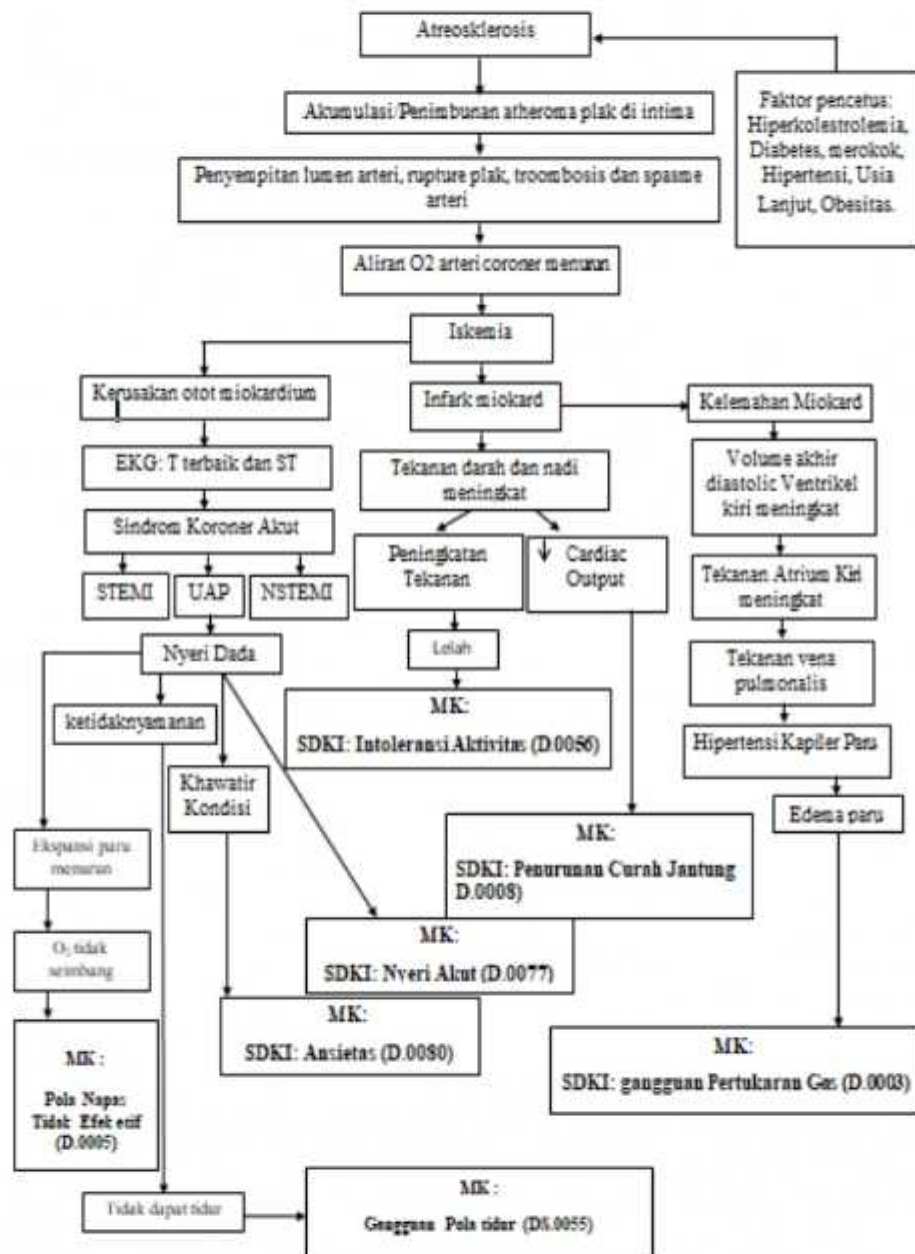 Atreosklerosis
Faktor pencetus:
Hiperkolestrolemia,
Diabetes, merokok,
Hipertensi, Usia
Lanjut, Obesitas.
Akumulasi/Penimbunan atheroma plak di intima
Penyempitan lumen arteri, rupture plak, troombosis dan spasme
arteri
Aliran O2 arteri coroner menurun
Iskemia
Kerusakan otot miokardium
Infark miokard
Kelemahan Miokard
EKG: T terbaik dan ST
Tekanan darah dan nadi
meningkat
Volume akhir
diastolic Ventrikel
kiri meningkat
Sindrom Koroner Akut
Peningkatan
Tekanan
↓ Cardiac
Output
STEMI
UAP
NSTEMI
Tekanan Atrium Kiri
meningkat
Nyeri Dada
Lelah
Tekanan vena
pulmonalis
ketidaknyamanan
MK:
SDKI: Intoleransi Aktivitas (D.0056)
Hipertensi Kapiler Paru
Khawatir
Kondisi
Edema paru
Ekspansi paru
menurun
MK:
SDKI: Penurunan Curah Jantung
D.0008)
O₂ tidak
seimbang
MK:
SDKI: Nyeri Akut (D.0077)
MK:
SDKI: Ansietas (D.0080)
MK:
SDKI: gangguan Pertukaran Gas (D.0003)
MK :
Pola Napas
Tidak Efek etif
(D.0005)
Tidak dapat tidur
MK :
Gangguan Pola tidur (DS.0055)